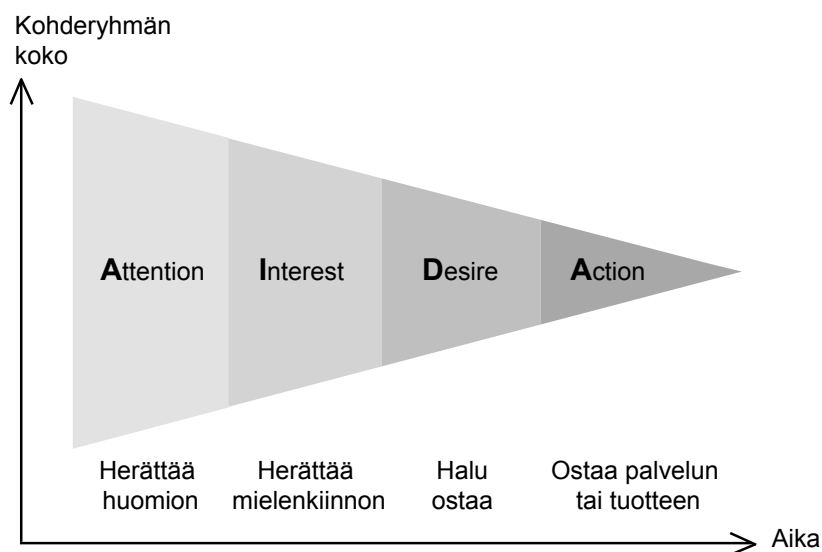 Kohderyhmän
koko
Attention
Interest
Desire
Action
Herättää
huomion
Herättää
mielenkiinnon
Halu
ostaa
Ostaa palvelun
tai tuotteen
Aika